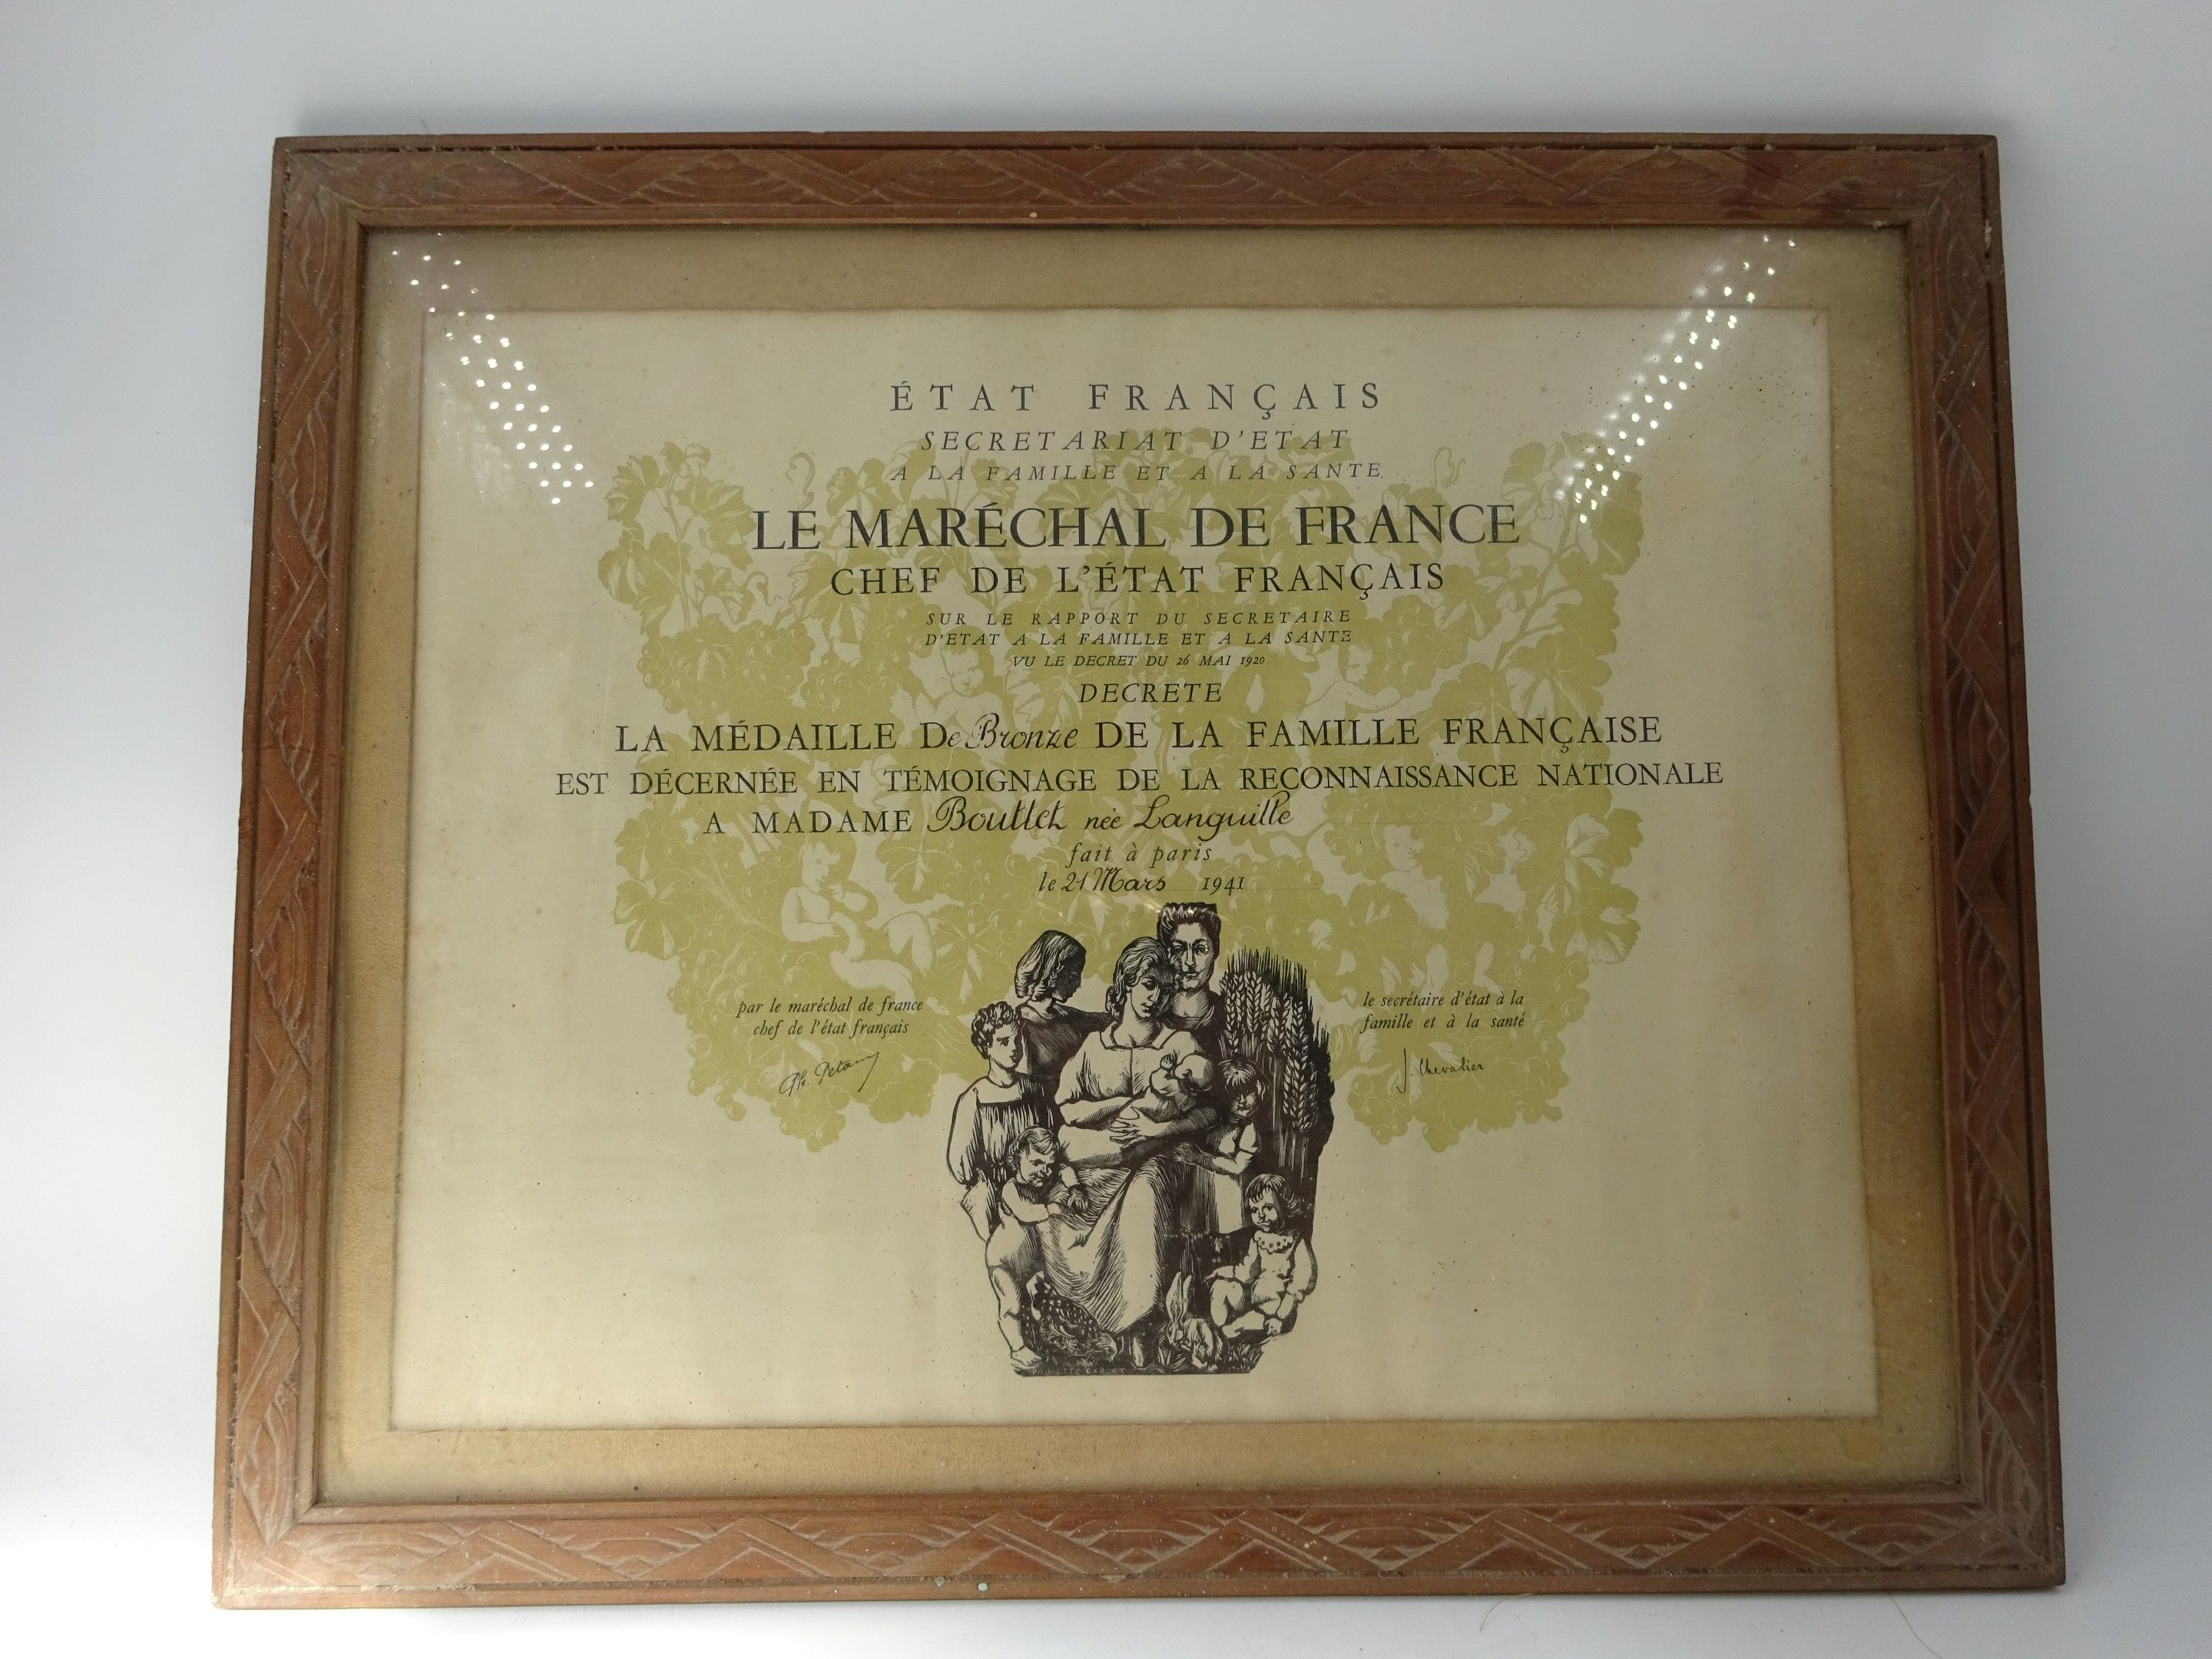 ÉTAT FRANÇAIS
SECRETARIAT D'ETAT
A LA FAMILLE ET A LA SANTE
LE MARÉCHAL DE FRANCE
CHEF DE L'ÉTAT FRANÇAIS
SUR LE RAPPORT DU SECRETAIRE
D'ETAT A LA FAMILLE ET A LA SANTE
VU LE DECRET DU 26 MAI 1920
DECRETE
LA MÉDAILLE De Bronze DE LA FAMILLE FRANÇAISE
EST DÉCERNÉE EN TÉMOIGNAGE DE LA RECONNAISSANCE NATIONALE
A MADAME Bouttet née Languille
fait à paris
le 21 Mars 1941
par le maréchal de france
chef de l'état français
Ph. Pétain
le secrétaire d'état à la
famille et à la santé
J. Chevalier